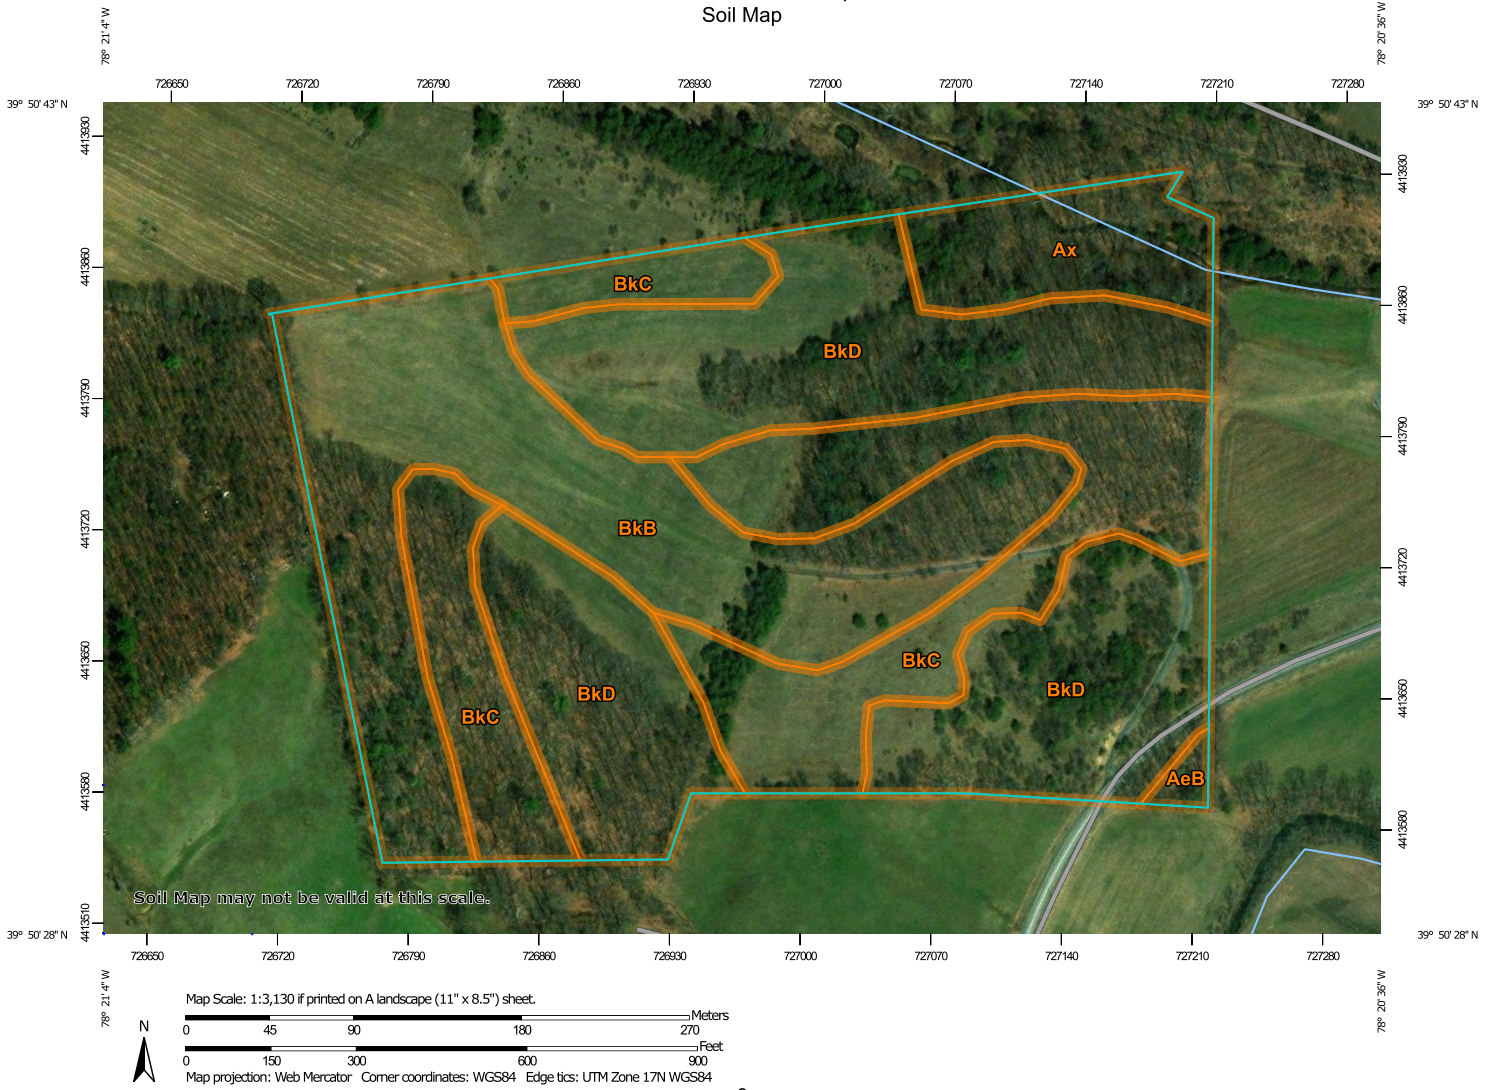 Soil Map
78° 21' 4'' W
78° 20' 36'' W
726650 726720 726790 726860 726930 727000 727070 727140 727210 727280
39° 50' 43'' N
39° 50' 43'' N
4413930
4413860
4413790
4413720
4413650
4413580
4413510
4413930
4413860
4413790
4413720
4413650
4413580
Ax
BkC
BkD
BkB
BkC
BkD
BkD
BkC
AeB
Soil Map may not be valid at this scale.
39° 50' 28'' N
39° 50' 28'' N
726650 726720 726790 726860 726930 727000 727070 727140 727210 727280
78° 21' 4'' W
78° 20' 36'' W
N
Map Scale: 1:3,130 if printed on A landscape (11" x 8.5") sheet.
Meters
0 45 90 180 270
Feet
0 150 300 600 900
Map projection: Web Mercator Corner coordinates: WGS84 Edge tics: UTM Zone 17N WGS84